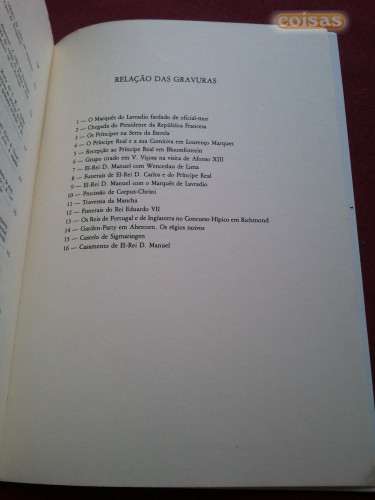 coisas
RELAÇÃO DAS GRAVURAS
1 — O Marquês do Lavradio fardado de oficial-mor
2 — Chegada do Presidente da República Francesa
3 — Os Príncipes na Serra da Estrela
4 — O Príncipe Real e a sua Comitiva em Lourenço Marques
5 — Recepção ao Príncipe Real em Bloomfontein
6 — Grupo tirado em V. Viçosa na visita de Afonso XIII
7 — El-Rei D. Manuel com Wenceslau de Lima
8 — Funerais de El-Rei D. Carlos e do Príncipe Real
9 — El-Rei D. Manuel com o Marquês de Lavradio
10 — Procissão de Corpus-Christi
11 — Travessia da Mancha
12 — Funerais do Rei Eduardo VII
13 — Os Reis de Portugal e de Inglaterra no Concurso Hípico em Richmond
14 — Garden-Party em Abercorn. Os régios noivos
15 — Castelo de Sigmaringen
16 — Casamento de El-Rei D. Manuel